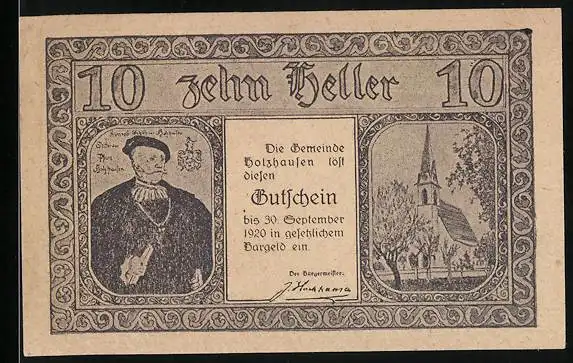 10 zehn Heller 10
Die Gemeinde
Holzhausen löst
diesen
Gutschein
bis 30. September
1920 in gesetzlichem
Bargeld ein.
Der Bürgermeister: